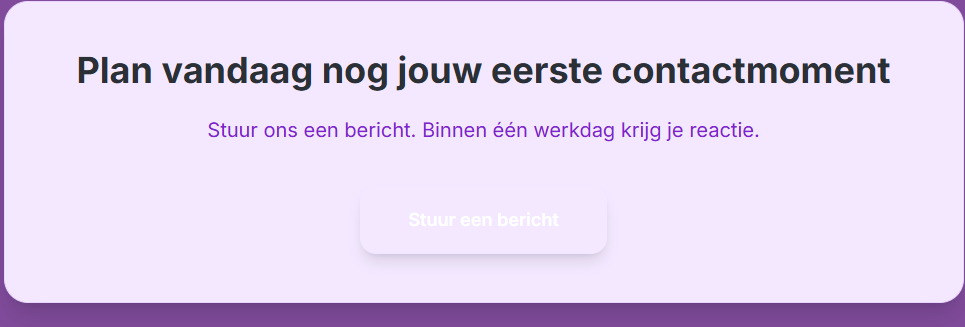 Plan vandaag nog jouw eerste contactmoment
Stuur ons een bericht. Binnen één werkdag krijg je reactie.
Stuur een bericht